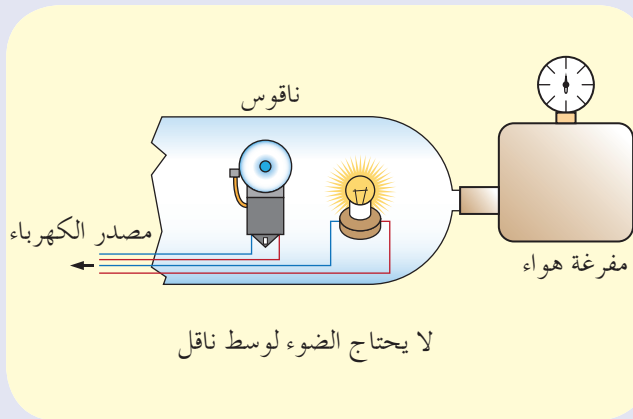 ناقوس
مصدر الكهرباء
مفرغة هواء
لا يحتاج الضوء لوسط ناقل